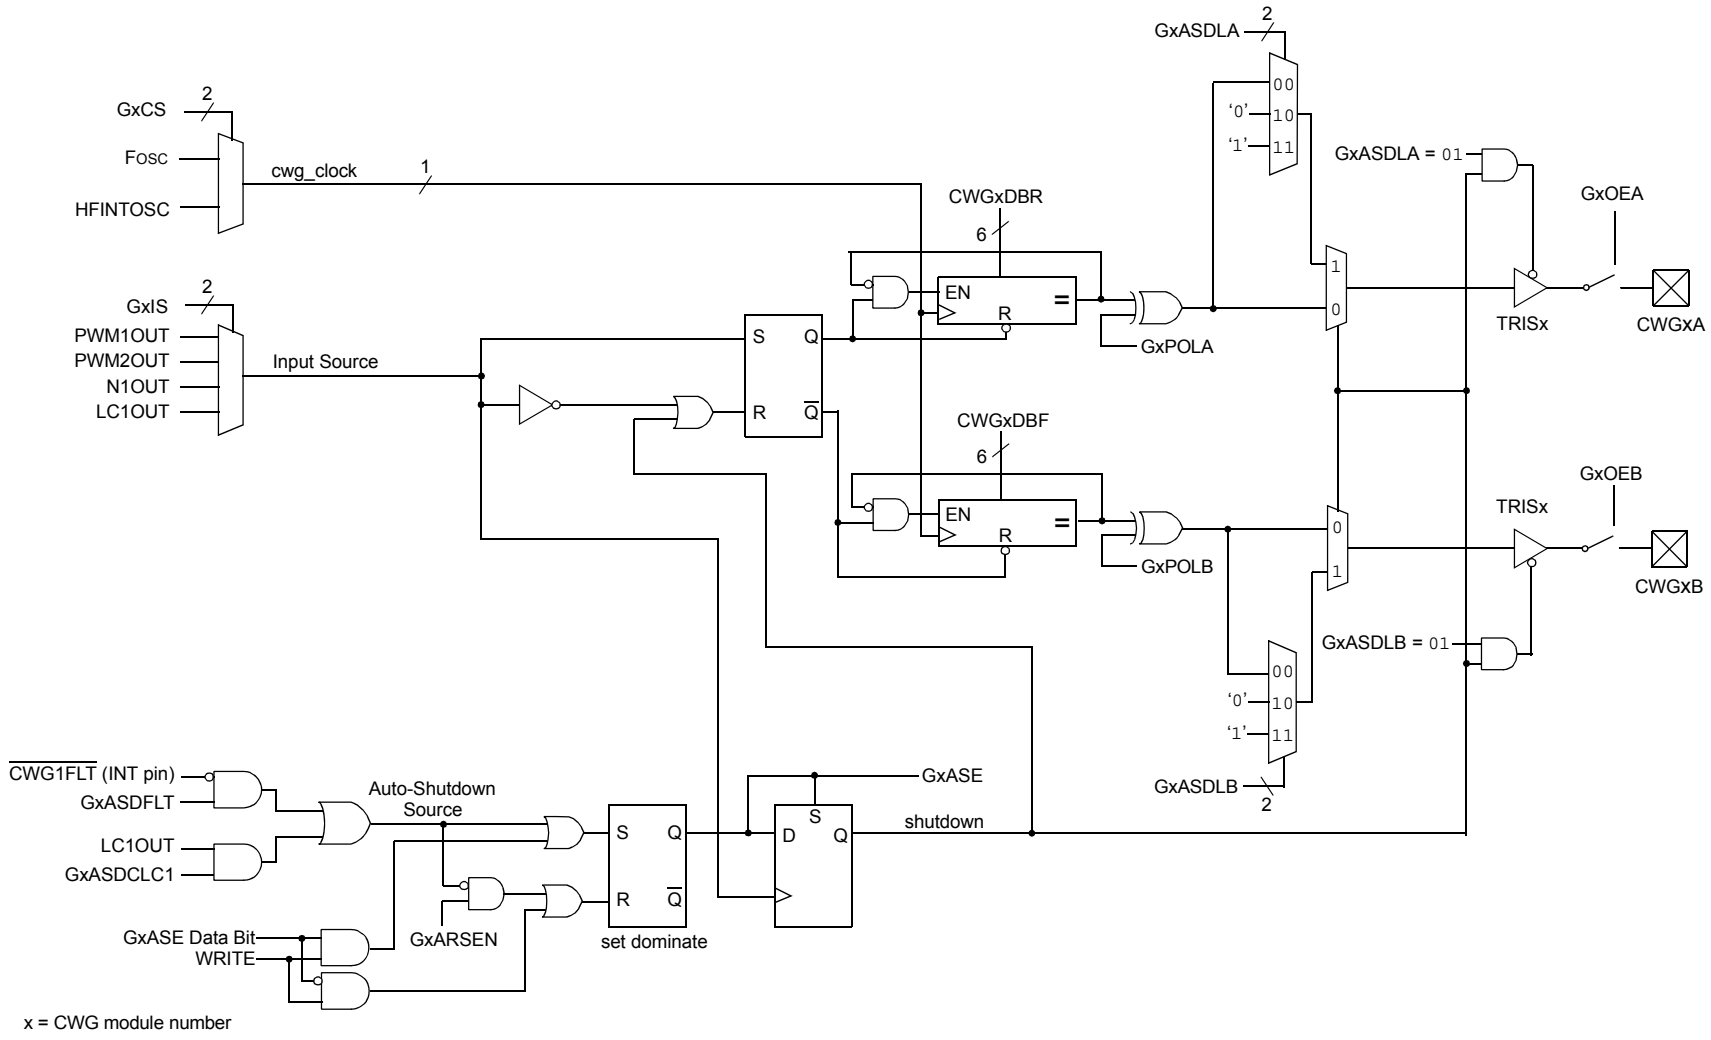 GxASDLA
2
00
'0'
10
'1'
11
GxCS
2
FOSC
HFINTOSC
cwg_clock
1
GxASDLA = 01
GxOEA
CWGxDBR
6
EN
=
R
GxPOLA
1
0
TRISx
CWGxA
GxIS
2
PWM1OUT
PWM2OUT
N1OUT
LC1OUT
Input Source
S
Q
R
Q
CWGxDBF
6
EN
=
R
GxPOLB
0
1
TRISx
GxOEB
CWGxB
GxASDLB = 01
00
'0'
10
'1'
11
GxASDLB
2
CWG1FLT (INT pin)
GxASDFLT
LC1OUT
GxASDCLC1
Auto-Shutdown
Source
GxARSEN
GxASE Data Bit
WRITE
S
Q
R
Q
set dominate
GxASE
S
D
Q
shutdown
x = CWG module number